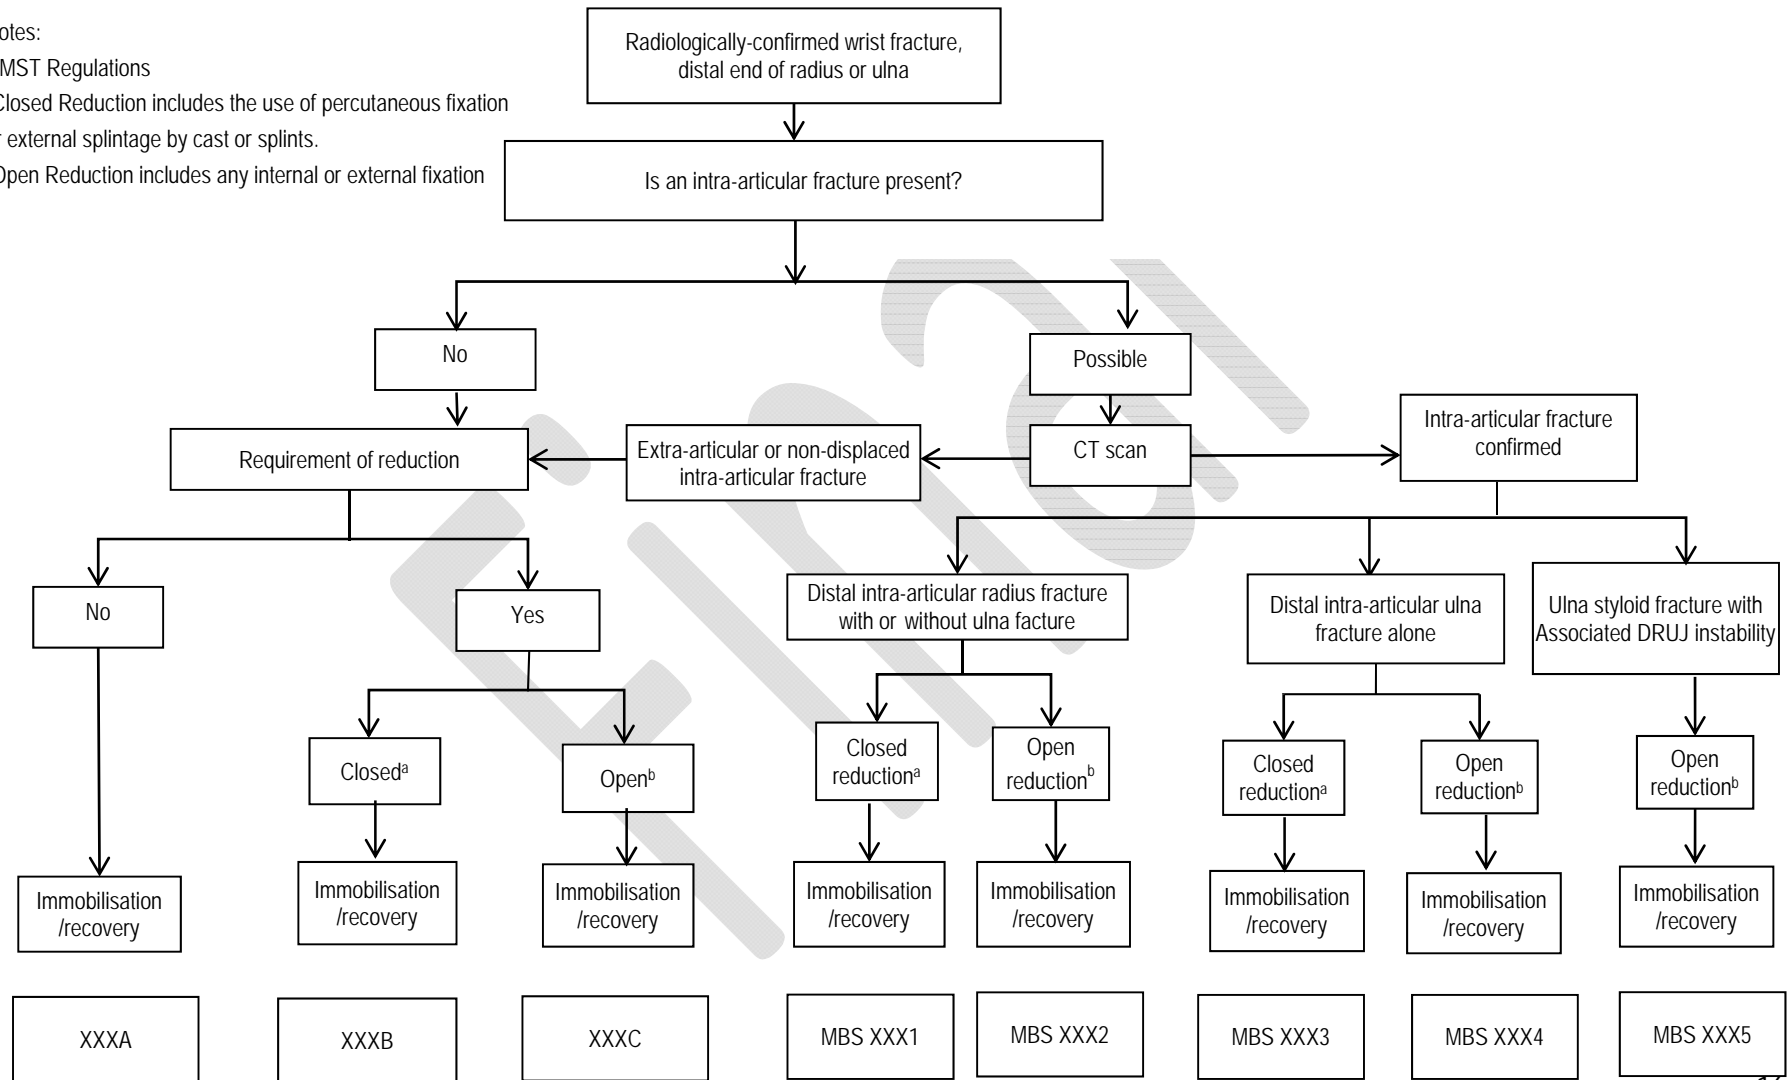 otes:
MST Regulations
Closed Reduction includes the use of percutaneous fixation
r external splintage by cast or splints.
Open Reduction includes any internal or external fixation
Radiologically-confirmed wrist fracture,
distal end of radius or ulna
Is an intra-articular fracture present?
No
Possible
Requirement of reduction
Extra-articular or non-displaced
intra-articular fracture
CT scan
Intra-articular fracture
confirmed
No
Yes
Distal intra-articular radius fracture
with or without ulna facture
Distal intra-articular ulna
fracture alone
Ulna styloid fracture with
Associated DRUJ instability
Closedᵃ
Openᵇ
Closed
reductionᵃ
Open
reductionᵇ
Closed
reductionᵃ
Open
reductionᵇ
Open
reductionᵇ
Immobilisation
/recovery
Immobilisation
/recovery
Immobilisation
/recovery
Immobilisation
/recovery
Immobilisation
/recovery
Immobilisation
/recovery
Immobilisation
/recovery
Immobilisation
/recovery
XXXA
XXXB
XXXC
MBS XXX1
MBS XXX2
MBS XXX3
MBS XXX4
MBS XXX5
Final